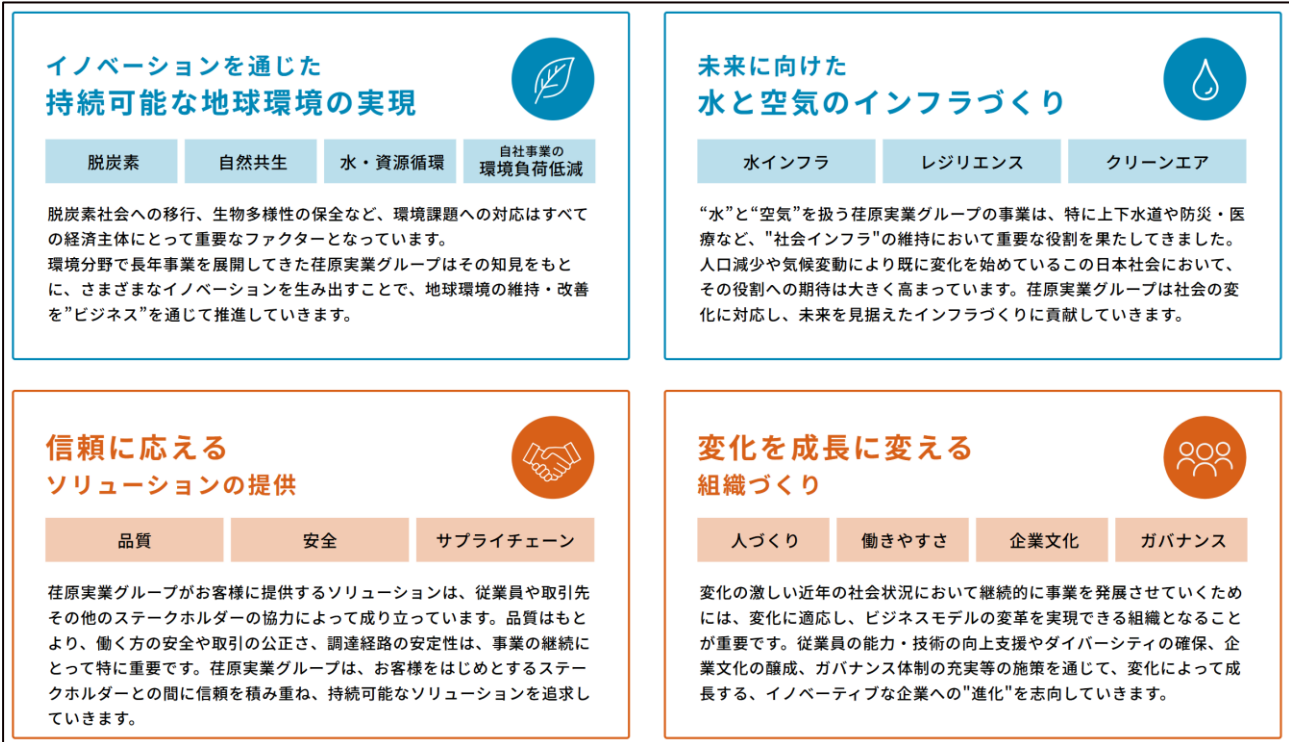 イノベーションを通じた
持続可能な地球環境の実現
脱炭素
自然共生
水・資源循環
自社事業の
環境負荷低減
脱炭素社会への移行、生物多様性の保全など、環境課題への対応はすべて
の経済主体にとって重要なファクターとなっています。
環境分野で長年事業を展開してきた荏原実業グループはその知見をもと
に、さまざまなイノベーションを生み出すことで、地球環境の維持・改善
を”ビジネス”を通じて推進していきます。
未来に向けた
水と空気のインフラづくり
水インフラ
レジリエンス
クリーンエア
“水”と“空気”を扱う荏原実業グループの事業は、特に上下水道や防災・医
療など、"社会インフラ"の維持において重要な役割を果たしてきました。
人口減少や気候変動により既に変化を始めているこの日本社会において、
その役割への期待は大きく高まっています。荏原実業グループは社会の変
化に対応し、未来を見据えたインフラづくりに貢献していきます。
信頼に応える
ソリューションの提供
品質
安全
サプライチェーン
荏原実業グループがお客様に提供するソリューションは、従業員や取引先
その他のステークホルダーの協力によって成り立っています。品質はもと
より、働く方の安全や取引の公正さ、調達経路の安定性は、事業の継続に
とって特に重要です。荏原実業グループは、お客様をはじめとするステー
クホルダーとの間に信頼を積み重ね、持続可能なソリューションを追求し
ていきます。
変化を成長に変える
組織づくり
人づくり
働きやすさ
企業文化
ガバナンス
変化の激しい近年の社会状況において継続的に事業を発展させていくため
には、変化に適応し、ビジネスモデルの変革を実現できる組織となること
が重要です。従業員の能力・技術の向上支援やダイバーシティの確保、企
業文化の醸成、ガバナンス体制の充実等の施策を通じて、変化によって成
長する、イノベーティブな企業への"進化"を志向していきます。